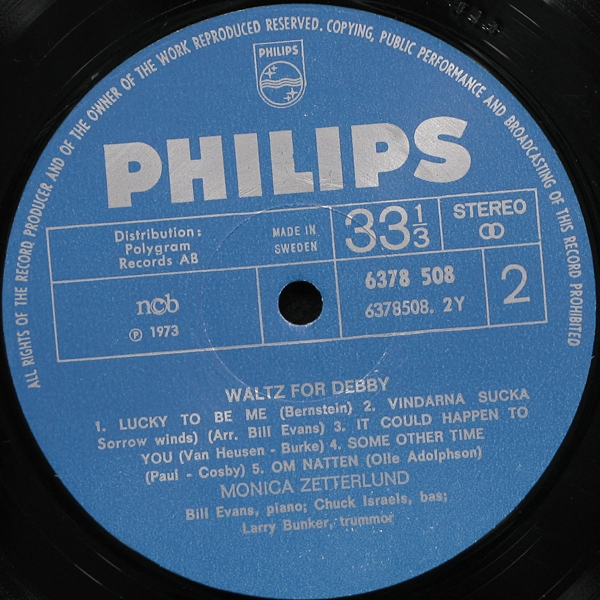 ALL RIGHTS OF THE RECORD PRODUCER AND OF THE OWNER OF THE WORK REPRODUCED RESERVED. COPYING, PUBLIC PERFORMANCE AND BROADCASTING OF THIS RECORD PROHIBITED
PHILIPS
PHILIPS
Distribution:
Polygram
Records AB
MADE IN
SWEDEN
33 1/3
STEREO
ncb
℗ 1973
6378 508
6378508. 2Y
2
WALTZ FOR DEBBY
1. LUCKY TO BE ME (Bernstein) 2. VINDARNA SUCKA
Sorrow winds) (Arr. Bill Evans) 3. IT COULD HAPPEN TO
YOU (Van Heusen - Burke) 4. SOME OTHER TIME
(Paul - Cosby) 5. OM NATTEN (Olle Adolphson)
MONICA ZETTERLUND
Bill Evans, piano; Chuck Israels, bas;
Larry Bunker, trummor